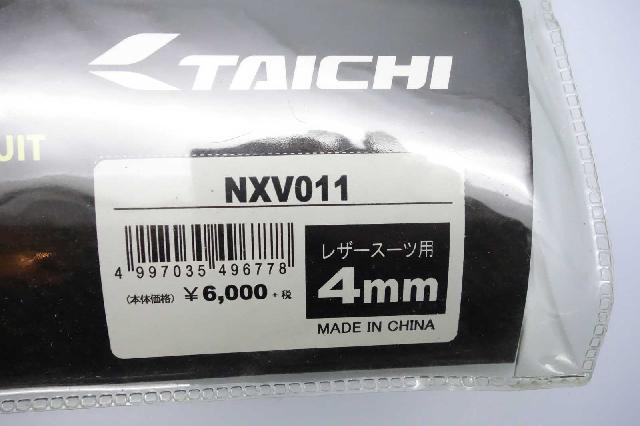 TAICHI
UIT
NXV011
4 997035 496778
(本体価格) ¥6,000 +税
レザースーツ用
4mm
MADE IN CHINA